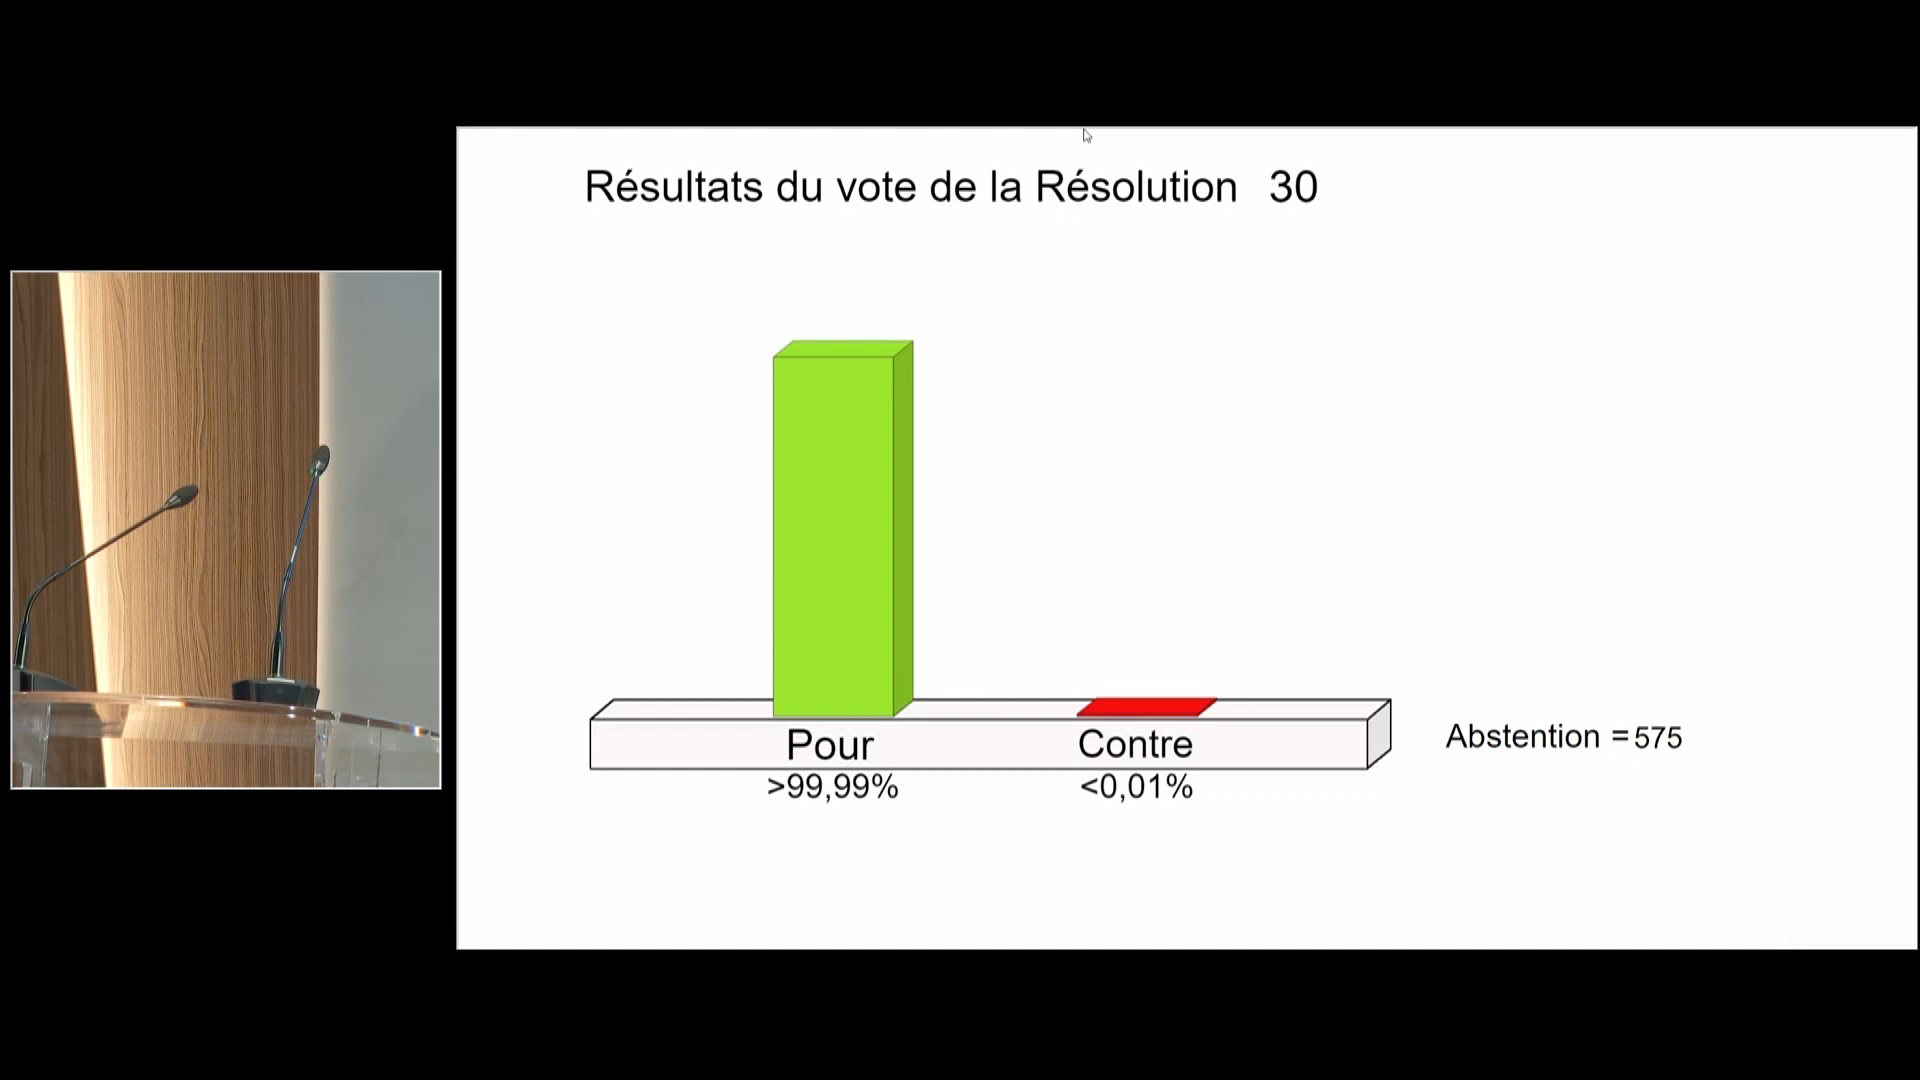 Résultats du vote de la Résolution 30
Pour
Contre
>99,99%
<0,01%
Abstention = 575